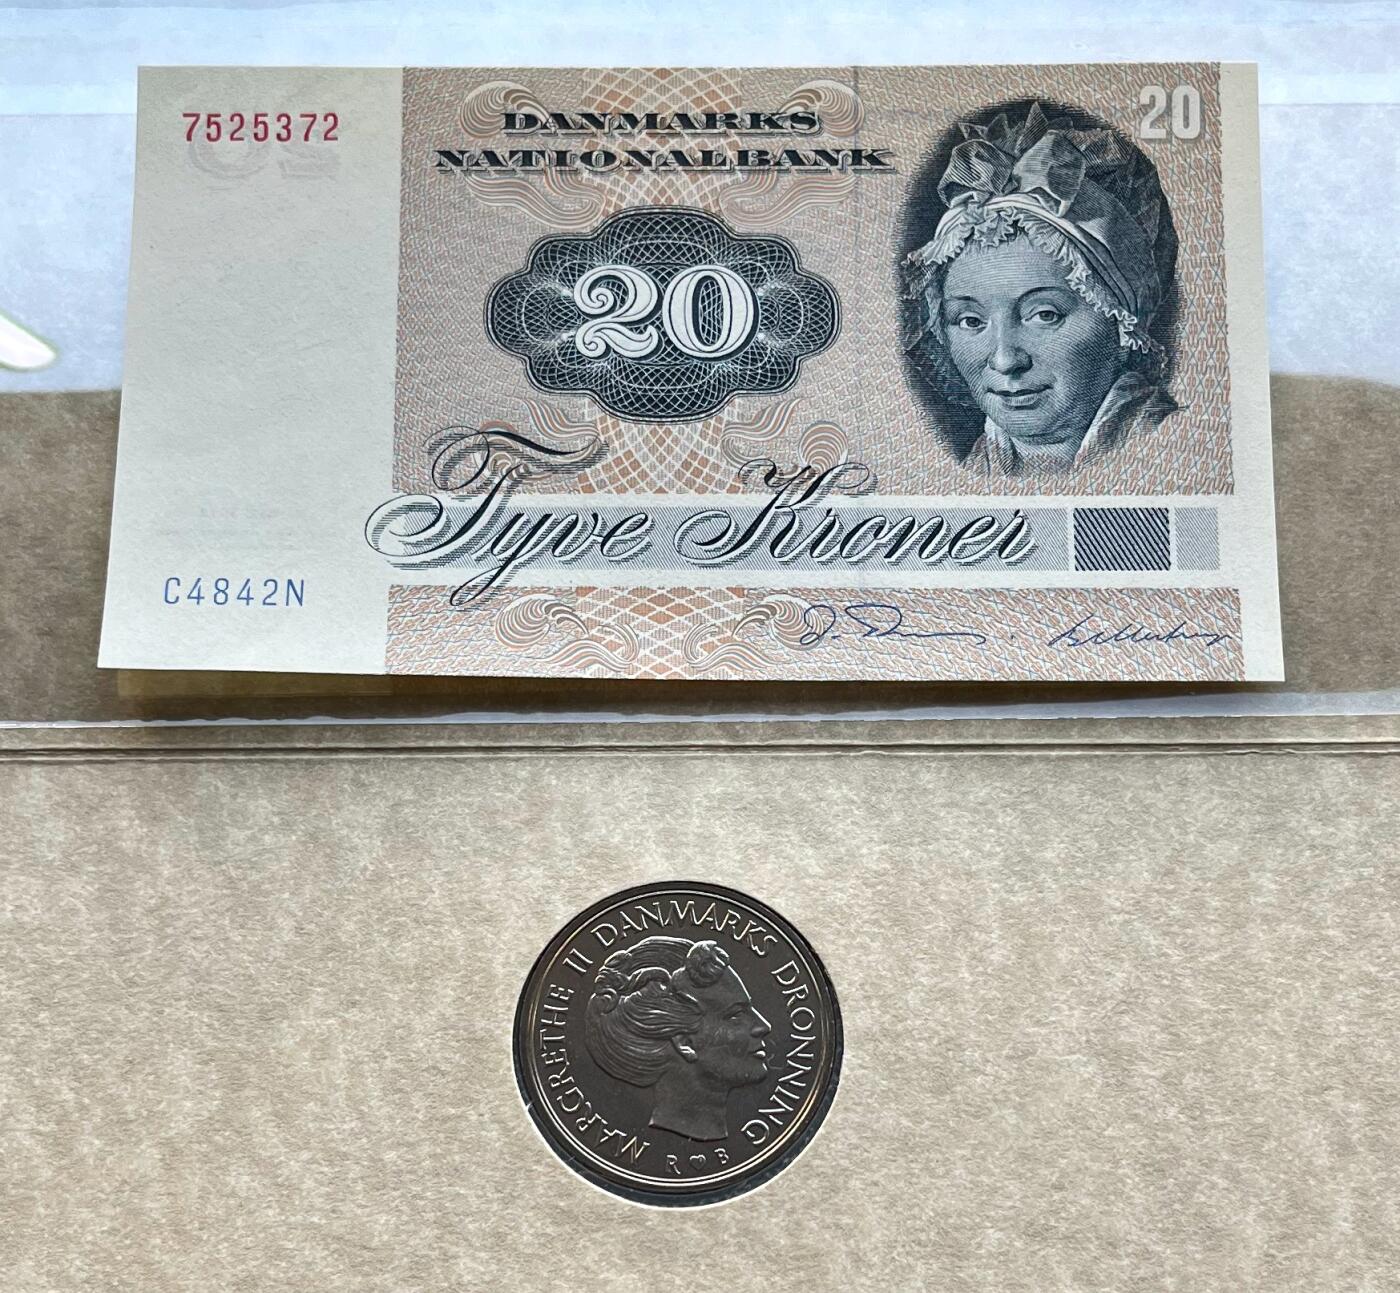 7525372
DANMARKS
NATIONALBANK
20
20
Tyve Kroner
C4842N
MARGRETHE II DANMARKS DRONNING
R ♡ B